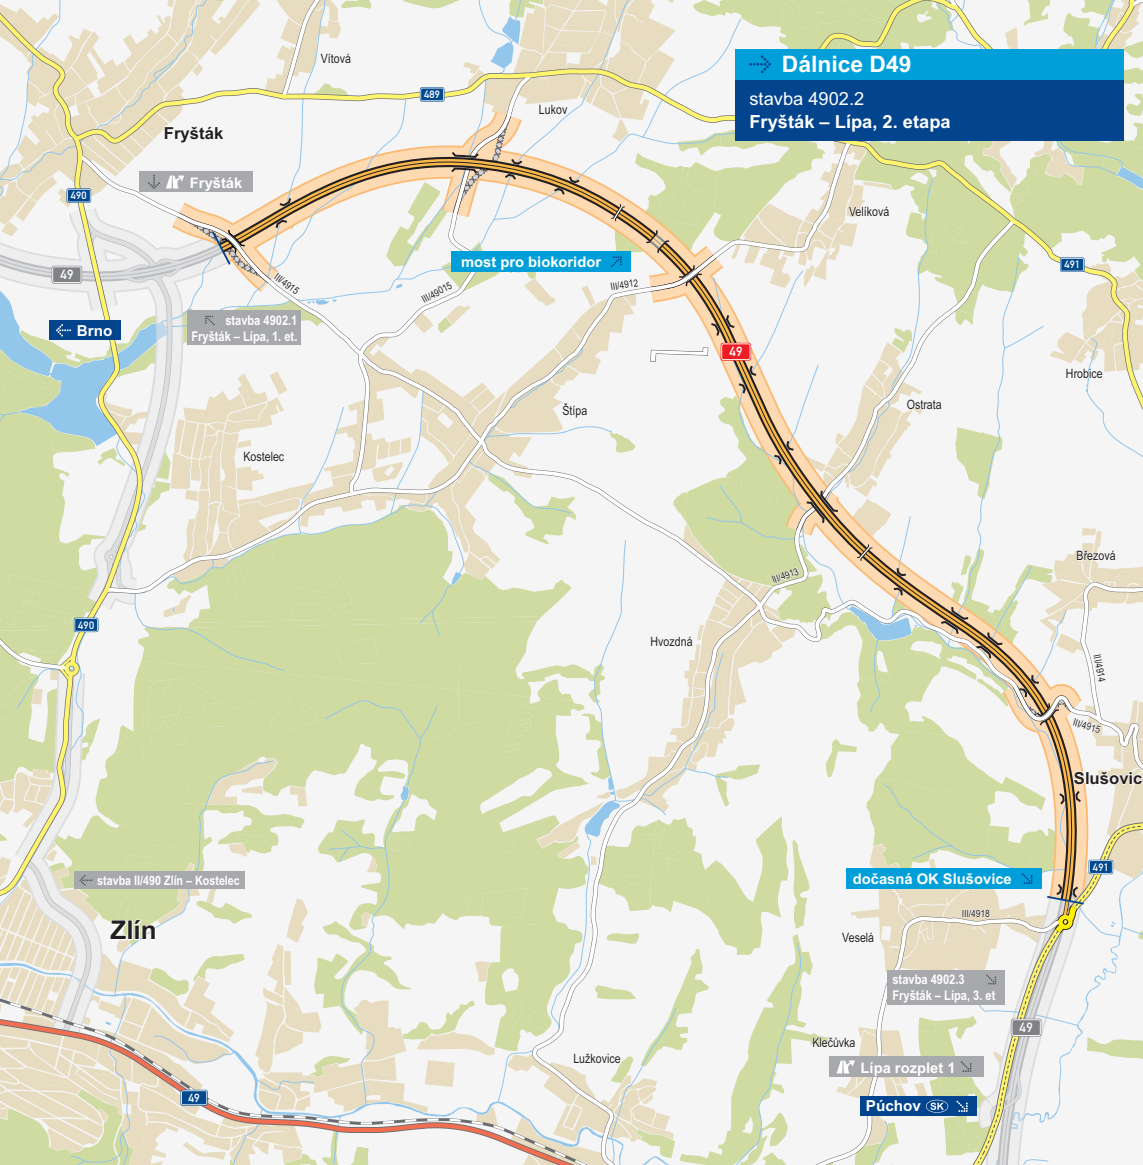 Dálnice D49
stavba 4902.2
Fryšták – Lípa, 2. etapa
Vítová
489
Lukov
Fryšták
Fryšták
490
Velíková
most pro biokoridor
491
49
III/4915
III/49015
III/4912
stavba 4902.1
Fryšták – Lípa, 1. et.
Brno
49
Hrobice
Štípa
Ostrata
Kostelec
Březová
III/4913
490
Hvozdná
III/4914
III/4915
Slušovic
491
dočasná OK Slušovice
stavba II/490 Zlín – Kostelec
III/4918
Zlín
Veselá
stavba 4902.3
Fryšták – Lípa, 3. et
49
Klečůvka
Lužkovice
Lípa rozplet 1
49
Púchov SK